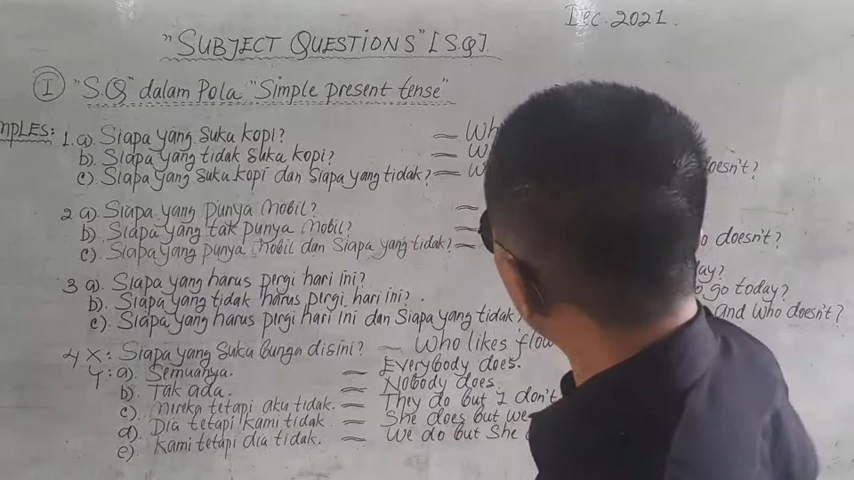 Dec. 2021.
"SUBJECT QUESTIONS" [S.Q].
I "S.Q" dalam Pola "Simple present tense"
MPLES: 1. a). Siapa yang suka kopi? =
b). Siapa yang tidak suka kopi? =
c). Siapa yang suka kopi dan Siapa yang tidak? = doesn't?
2 a). Siapa yang punya mobil? =
b). Siapa yang tak punya mobil? =
c). Siapa yang punya mobil dan Siapa yang tidak? = doesn't?
3 a). Siapa yang harus pergi hari ini?
b). Siapa yang tidak harus pergi hari ini? go today?
c). Siapa yang harus pergi hari ini dan Siapa yang tidak and Who doesn't?
4 X: Siapa yang suka bunga disini? = Who likes
Y: a). Semuanya. = Everybody does.
b). Tak ada. = Nobody does.
c). Mereka tetapi aku tidak. = They do but I don't
d). Dia tetapi kami tidak. = She does but we
e). Kami tetapi dia tidak. = We do but She